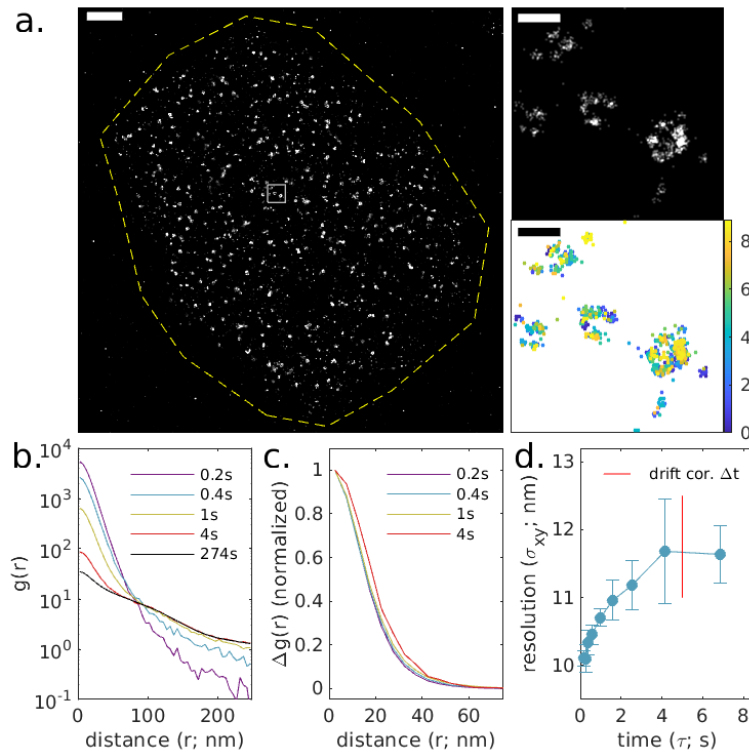 a.
8
6
4
2
0
b.
10^4
10^3
10^2
10^1
10^0
10^-1
g(r)
0.2s
0.4s
1s
4s
274s
0
100
200
distance (r; nm)
c.
1
0.8
0.6
0.4
0.2
0
Δg(r) (normalized)
0.2s
0.4s
1s
4s
0
20
40
60
distance (r; nm)
d.
13
12
11
10
resolution (σxy; nm)
drift cor. Δt
0
2
4
6
8
time (τ; s)